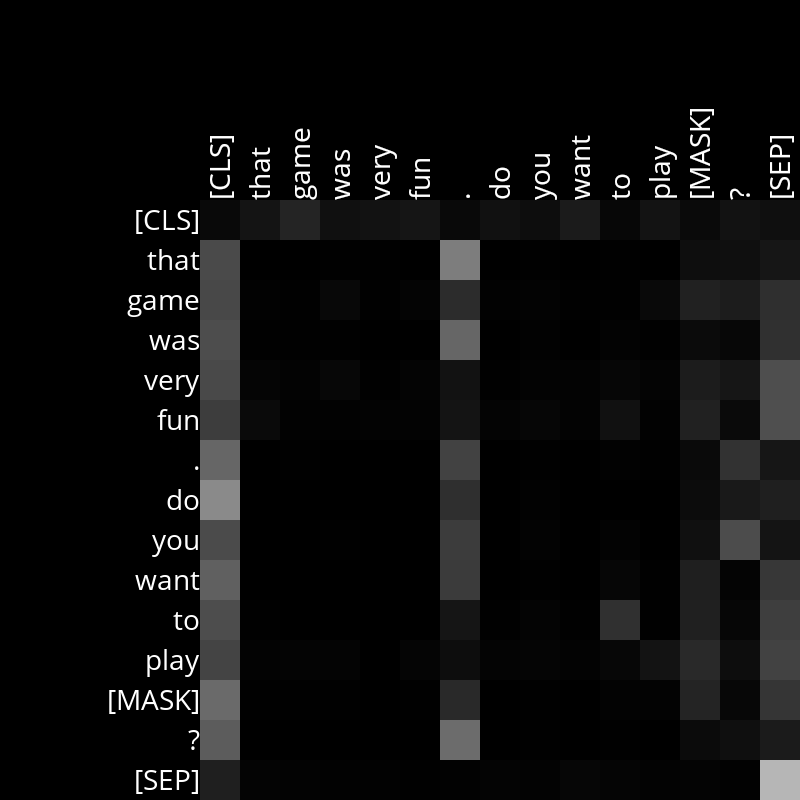 [CLS] that game was very fun . do you want to play [MASK] ? [SEP]
[CLS]
that
game
was
very
fun
.
do
you
want
to
play
[MASK]
?
[SEP]